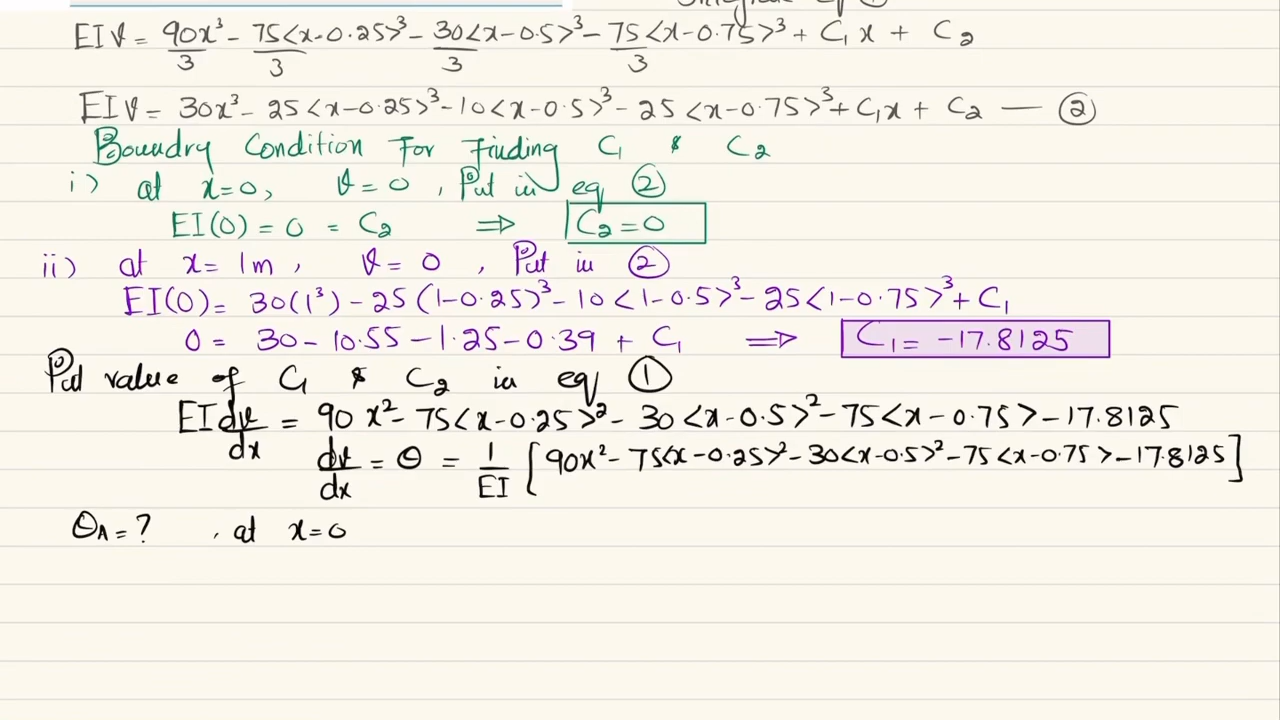 Integrate eq ①
EIv = 90x³/3 - 75<x-0.25>³/3 - 30<x-0.5>³/3 - 75<x-0.75>³/3 + C₁x + C₂
EIv = 30x³ - 25<x-0.25>³ - 10<x-0.5>³ - 25<x-0.75>³ + C₁x + C₂ — ②
Boundry Condition For Finding C₁ & C₂
i) at x=0, v=0, Put in eq ②
EI(0) = 0 = C₂ ⇒ C₂=0
ii) at x=1m, v=0, Put in ②
EI(0) = 30(1³) - 25(1-0.25)³ - 10<1-0.5>³ - 25<1-0.75>³ + C₁
0 = 30 - 10.55 - 1.25 - 0.39 + C₁ ⇒ C₁ = -17.8125
Put value of C₁ & C₂ in eq ①
EI dv/dx = 90x² - 75<x-0.25>² - 30<x-0.5>² - 75<x-0.75> - 17.8125
dv/dx = θ = 1/EI [90x² - 75<x-0.25>² - 30<x-0.5>² - 75<x-0.75> - 17.8125]
θA = ? , at x=0